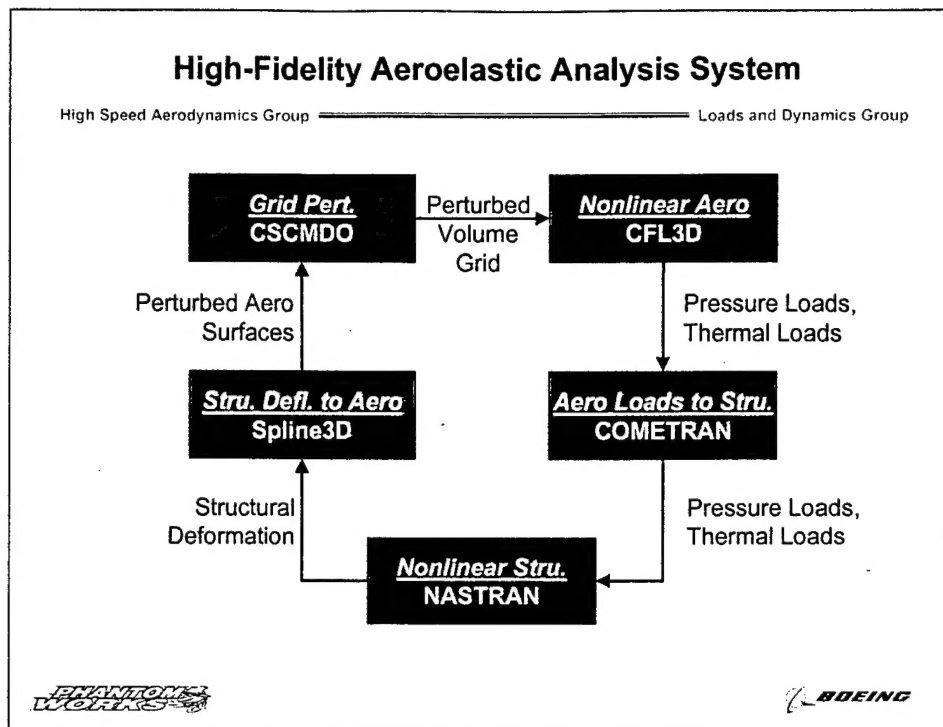 High-Fidelity Aeroelastic Analysis System
High Speed Aerodynamics Group
Loads and Dynamics Group
Grid Pert.
CSCMDO
Perturbed
Volume
Grid
Nonlinear Aero
CFL3D
Perturbed Aero
Surfaces
Pressure Loads,
Thermal Loads
Stru. Defl. to Aero
Spline3D
Aero Loads to Stru.
COMETRAN
Structural
Deformation
Pressure Loads,
Thermal Loads
Nonlinear Stru.
NASTRAN
PHANTOM
WORKS
BOEING